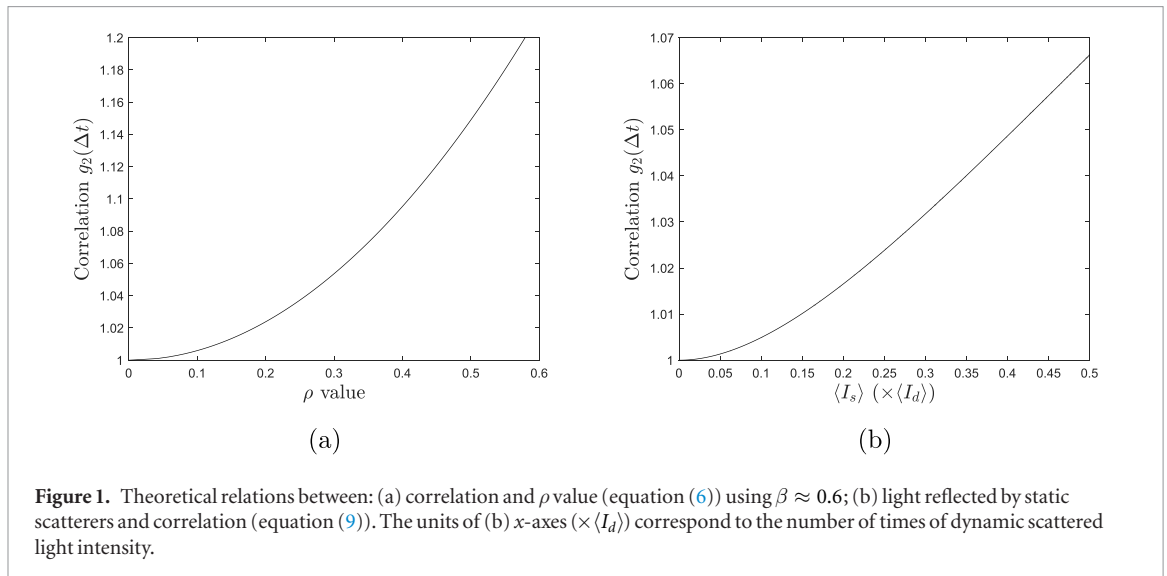 1.2
1.18
1.16
1.14
1.12
1.1
1.08
1.06
1.04
1.02
1
Correlation g₂(Δt)
0 0.1 0.2 0.3 0.4 0.5 0.6
ρ value
(a)
1.07
1.06
1.05
1.04
1.03
1.02
1.01
1
Correlation g₂(Δt)
0 0.05 0.1 0.15 0.2 0.25 0.3 0.35 0.4 0.45 0.5
⟨Iₛ⟩ (×⟨I_d⟩)
(b)
Figure 1. Theoretical relations between: (a) correlation and ρ value (equation (6)) using β ≈ 0.6; (b) light reflected by static
scatterers and correlation (equation (9)). The units of (b) x-axes (×⟨I_d⟩) correspond to the number of times of dynamic scattered
light intensity.